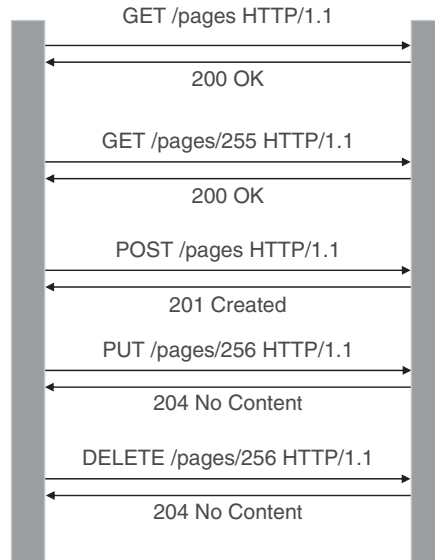 GET /pages HTTP/1.1
200 OK
GET /pages/255 HTTP/1.1
200 OK
POST /pages HTTP/1.1
201 Created
PUT /pages/256 HTTP/1.1
204 No Content
DELETE /pages/256 HTTP/1.1
204 No Content